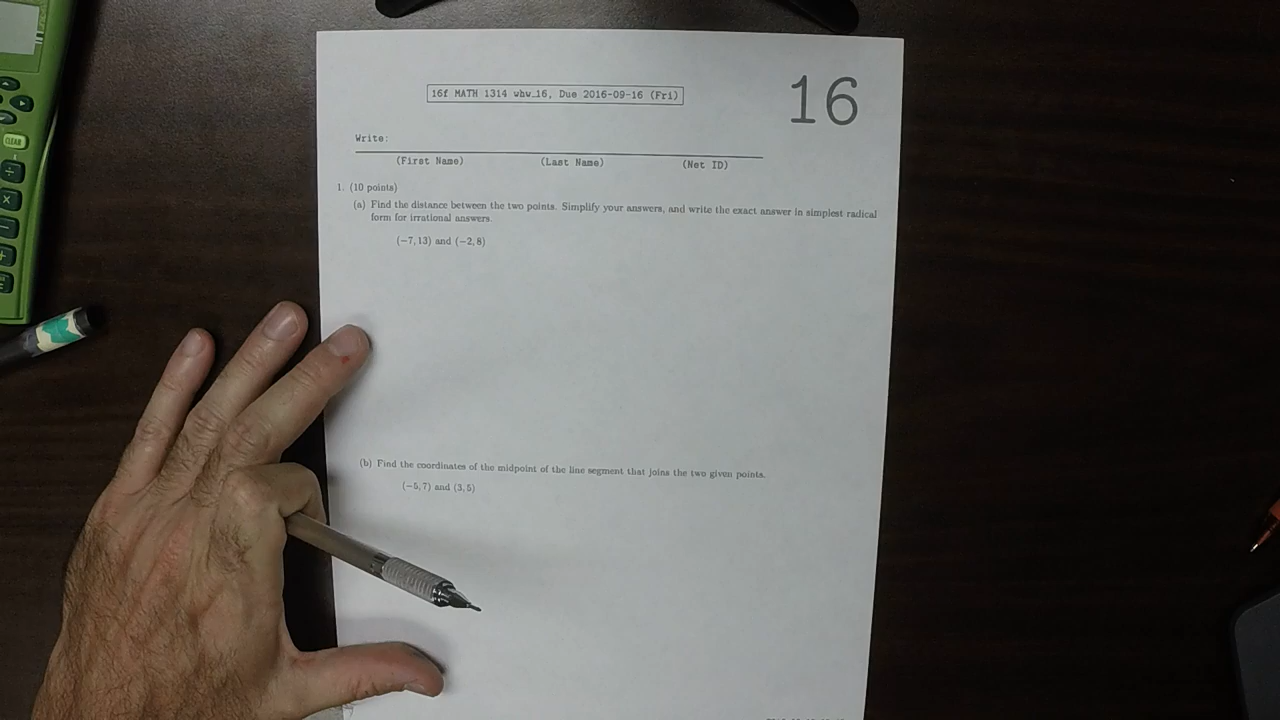 16f MATH 1314 whw_16, Due 2016-09-16 (Fri)
16
Write:
(First Name) (Last Name) (Net ID)
1. (10 points)
(a) Find the distance between the two points. Simplify your answers, and write the exact answer in simplest radical
form for irrational answers.
(−7, 13) and (−2, 8)
(b) Find the coordinates of the midpoint of the line segment that joins the two given points.
(−5, 7) and (3, 5)
CLEAR
÷
×
−
+